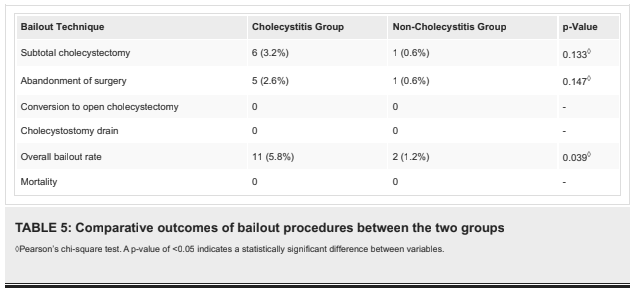 Bailout Technique Cholecystitis Group Non-Cholecystitis Group p-Value
Subtotal cholecystectomy 6 (3.2%) 1 (0.6%) 0.133◊
Abandonment of surgery 5 (2.6%) 1 (0.6%) 0.147◊
Conversion to open cholecystectomy 0 0 -
Cholecystostomy drain 0 0 -
Overall bailout rate 11 (5.8%) 2 (1.2%) 0.039◊
Mortality 0 0 -
TABLE 5: Comparative outcomes of bailout procedures between the two groups
◊Pearson's chi-square test. A p-value of <0.05 indicates a statistically significant difference between variables.